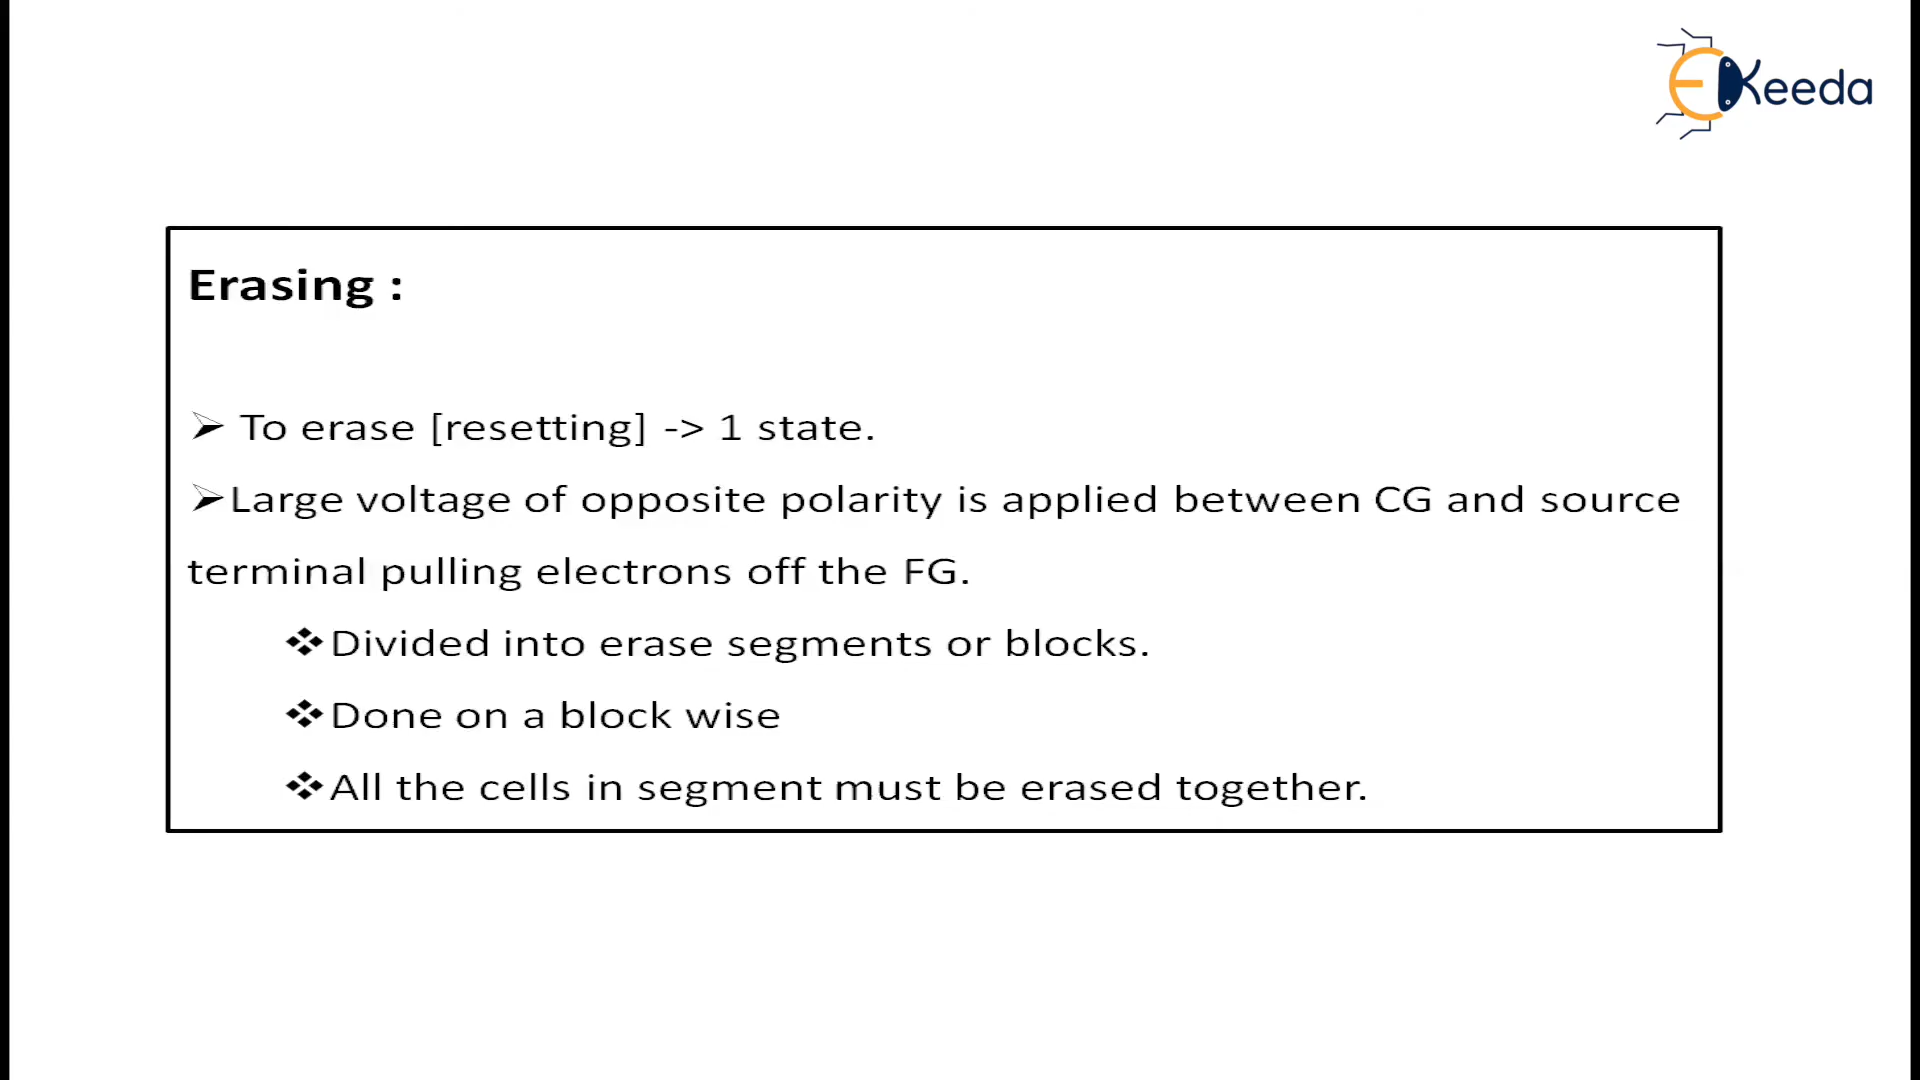 EKeeda
Erasing :
➢ To erase [resetting] -> 1 state.
➢Large voltage of opposite polarity is applied between CG and source
terminal pulling electrons off the FG.
❖Divided into erase segments or blocks.
❖Done on a block wise
❖All the cells in segment must be erased together.